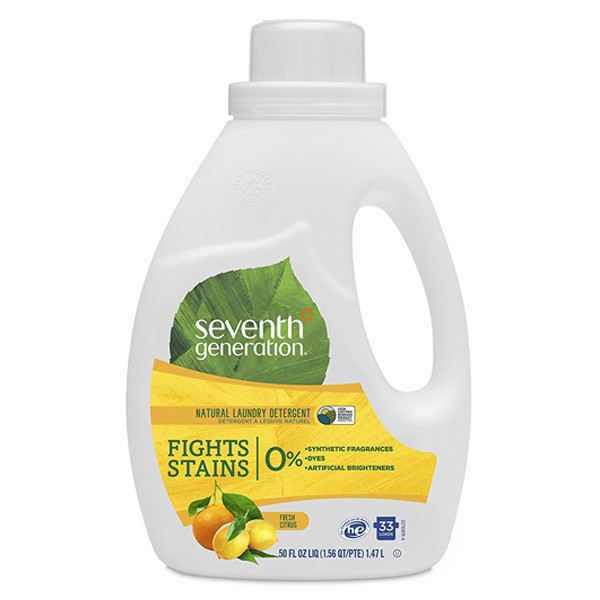 seventh
generation®
NATURAL LAUNDRY DETERGENT
DÉTERGENT À LESSIVE NATUREL
FIGHTS
STAINS
0%
•SYNTHETIC FRAGRANCES
•DYES
•ARTIFICIAL BRIGHTENERS
FRESH
CITRUS
he
33
LOADS
50 FL OZ LIQ (1.56 QT/PTE) 1.47 L